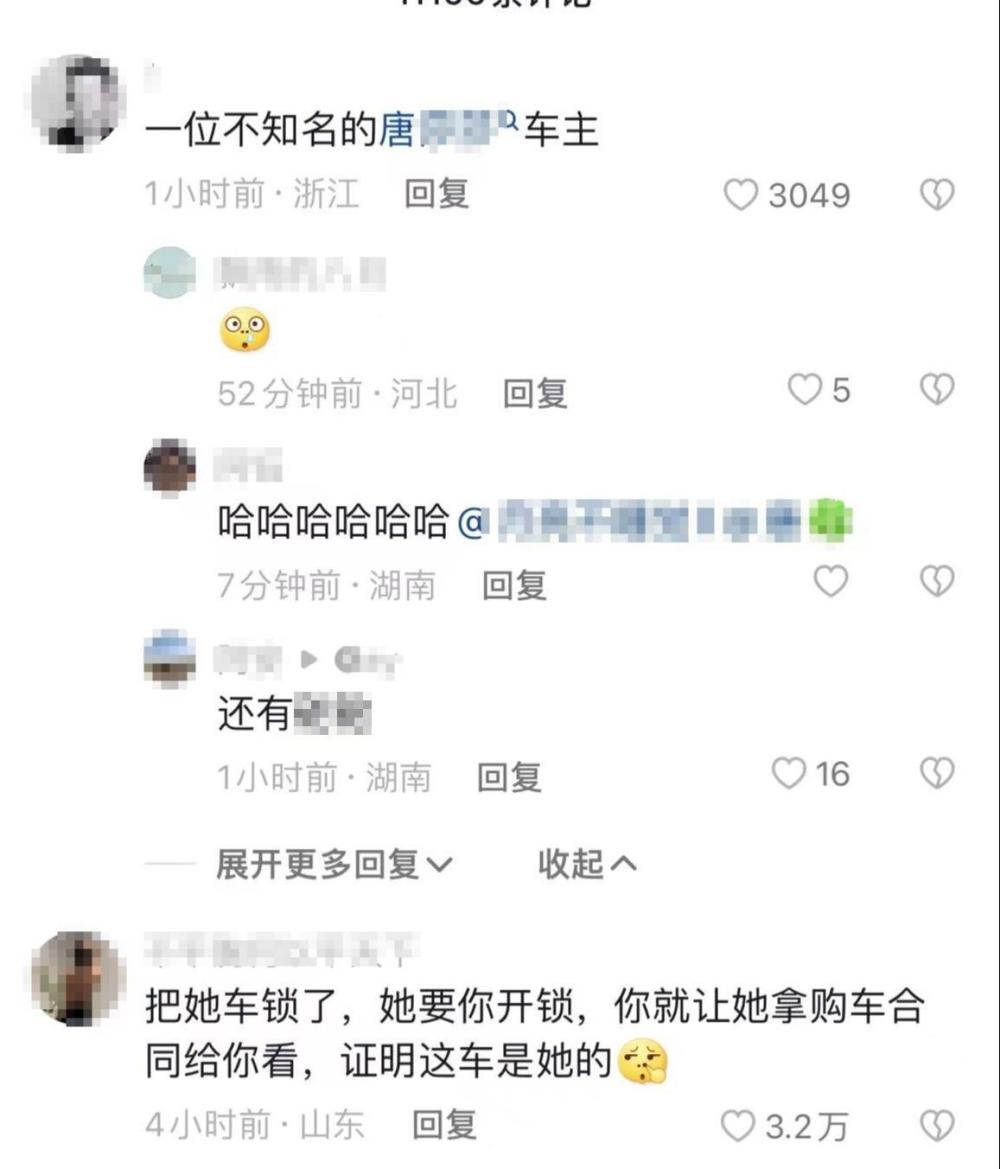 条评论
一位不知名的唐 车主
1小时前 · 浙江 回复 3049
52分钟前 · 河北 回复 5
哈哈哈哈哈哈@
7分钟前 · 湖南 回复
还有
1小时前 · 湖南 回复 16
展开更多回复 收起
把她车锁了，她要你开锁，你就让她拿购车合
同给你看，证明这车是她的
4小时前 · 山东 回复 3.2万